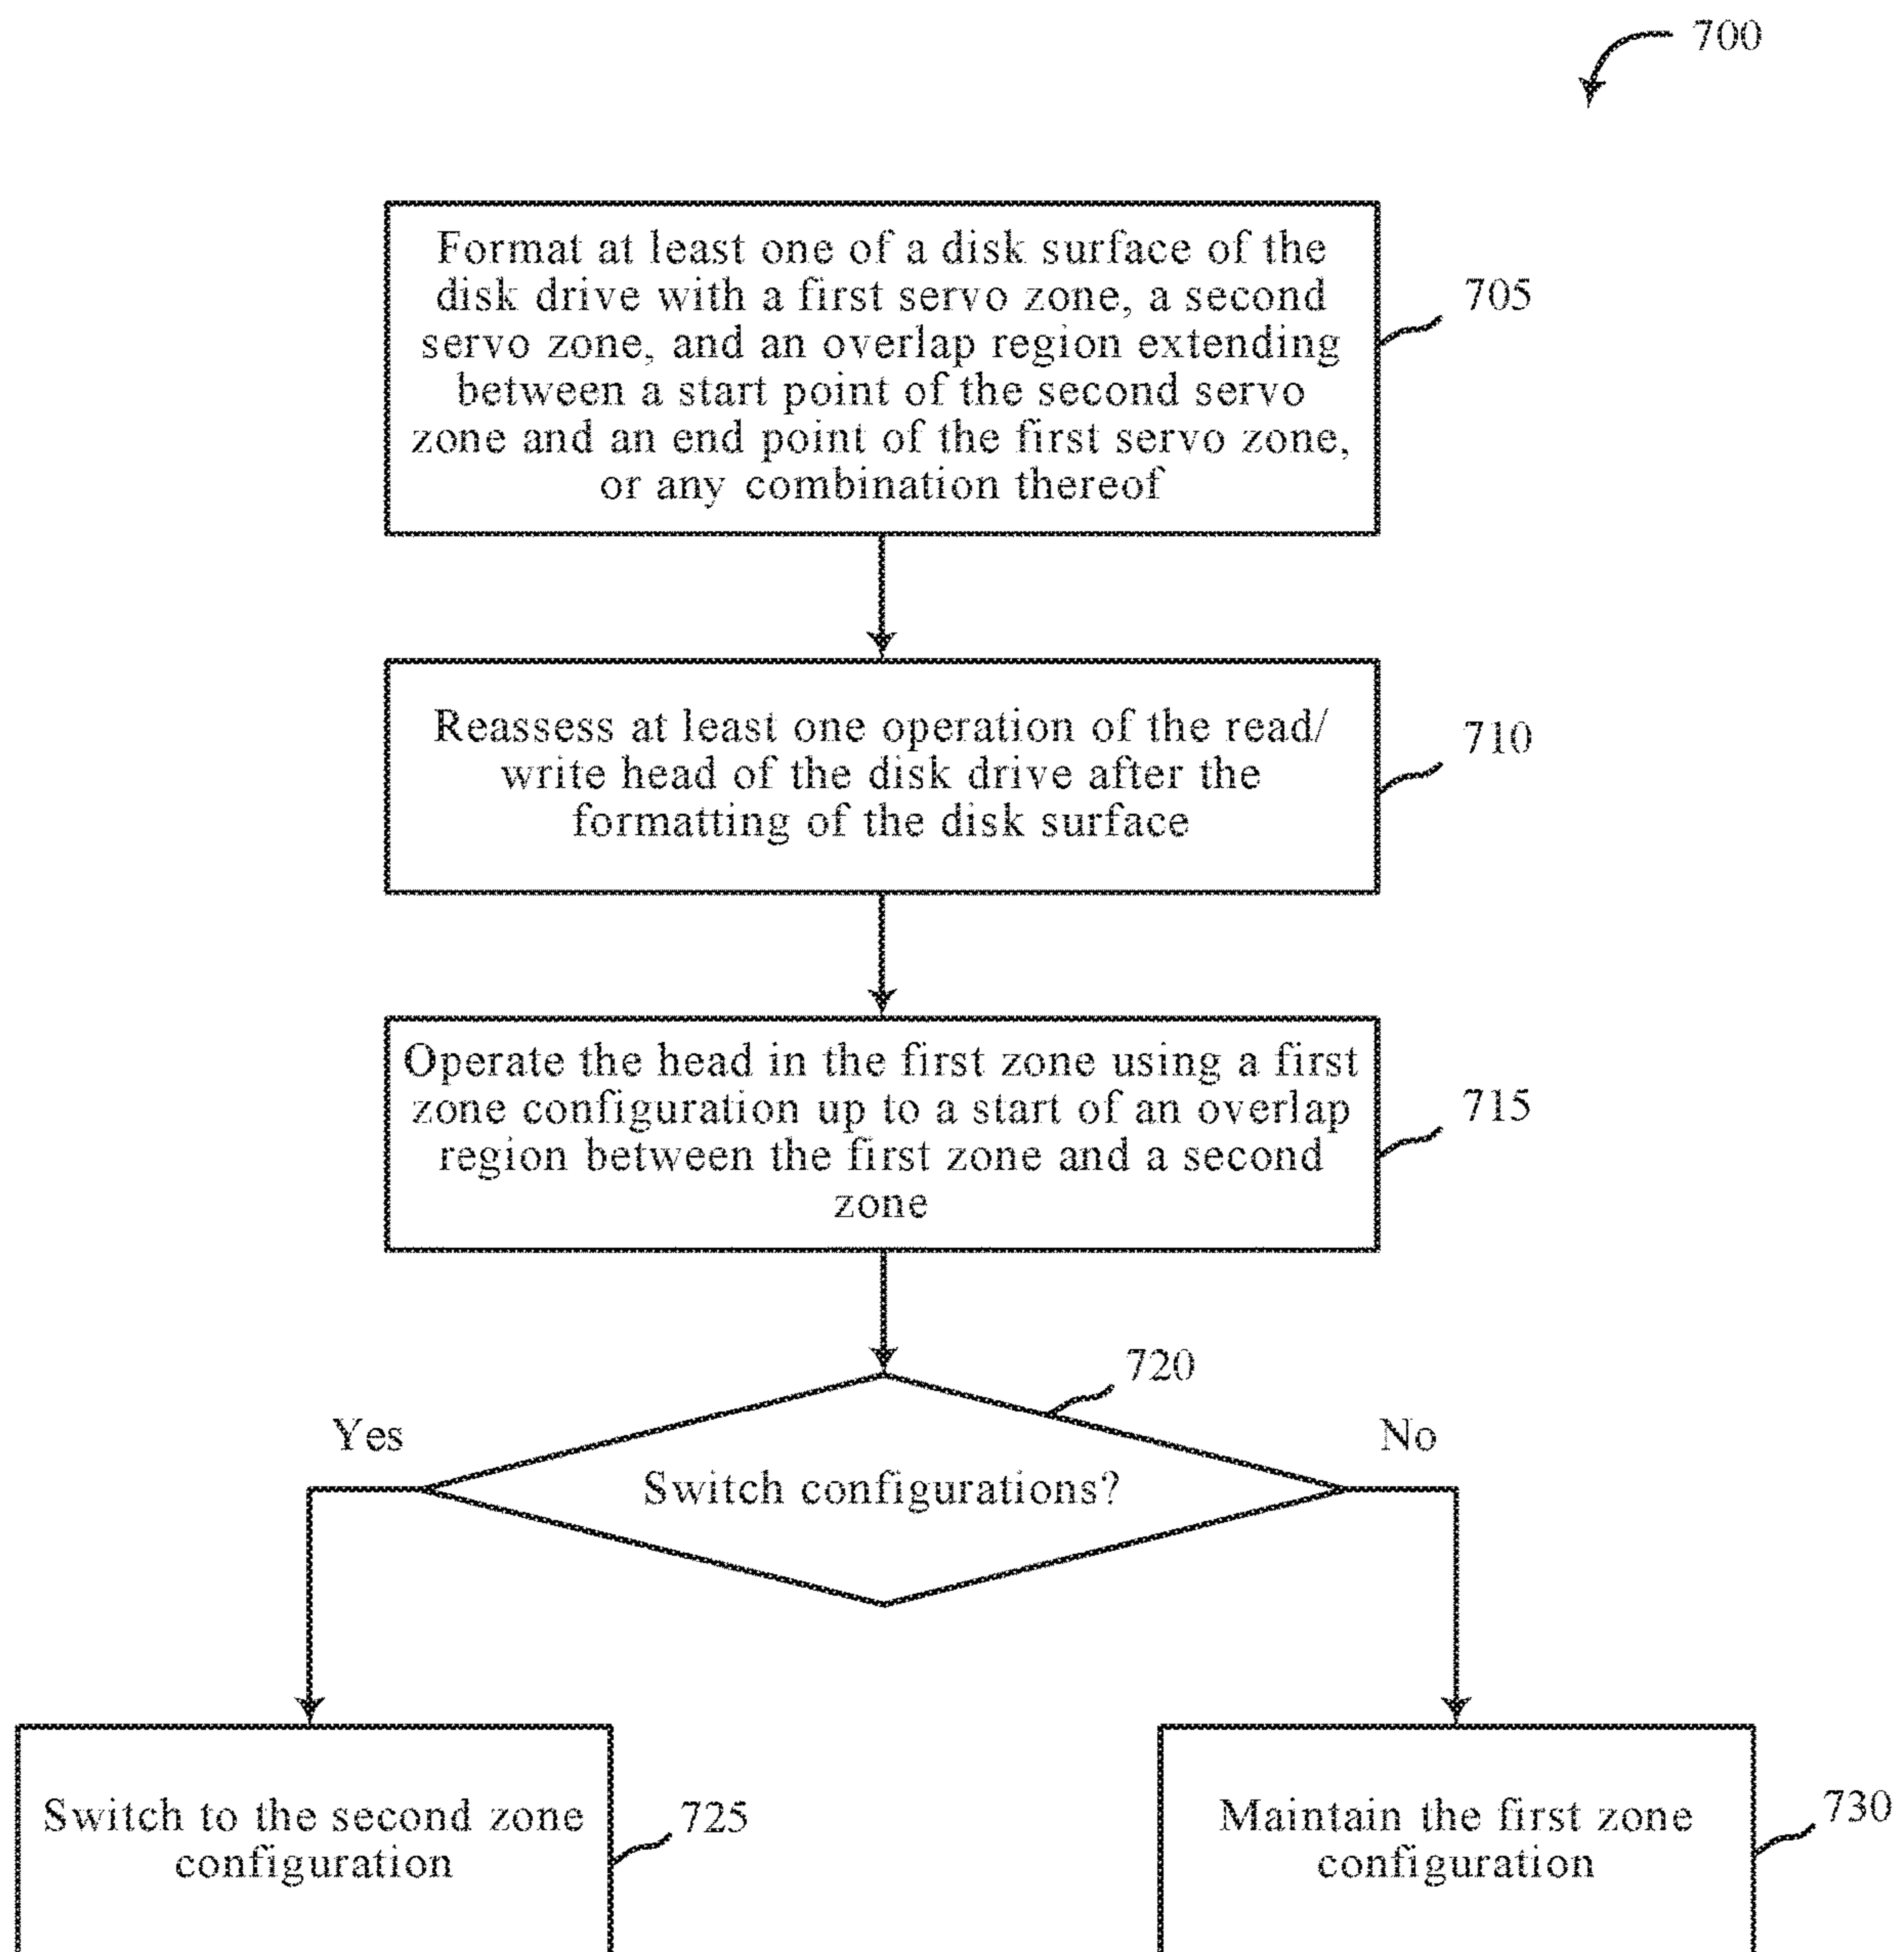 700
Format at least one of a disk surface of the
disk drive with a first servo zone, a second
servo zone, and an overlap region extending
between a start point of the second servo
zone and an end point of the first servo zone,
or any combination thereof
705
Reassess at least one operation of the read/
write head of the disk drive after the
formatting of the disk surface
710
Operate the head in the first zone using a first
zone configuration up to a start of an overlap
region between the first zone and a second
zone
715
720
Yes
No
Switch configurations?
Switch to the second zone
configuration
725
Maintain the first zone
configuration
730